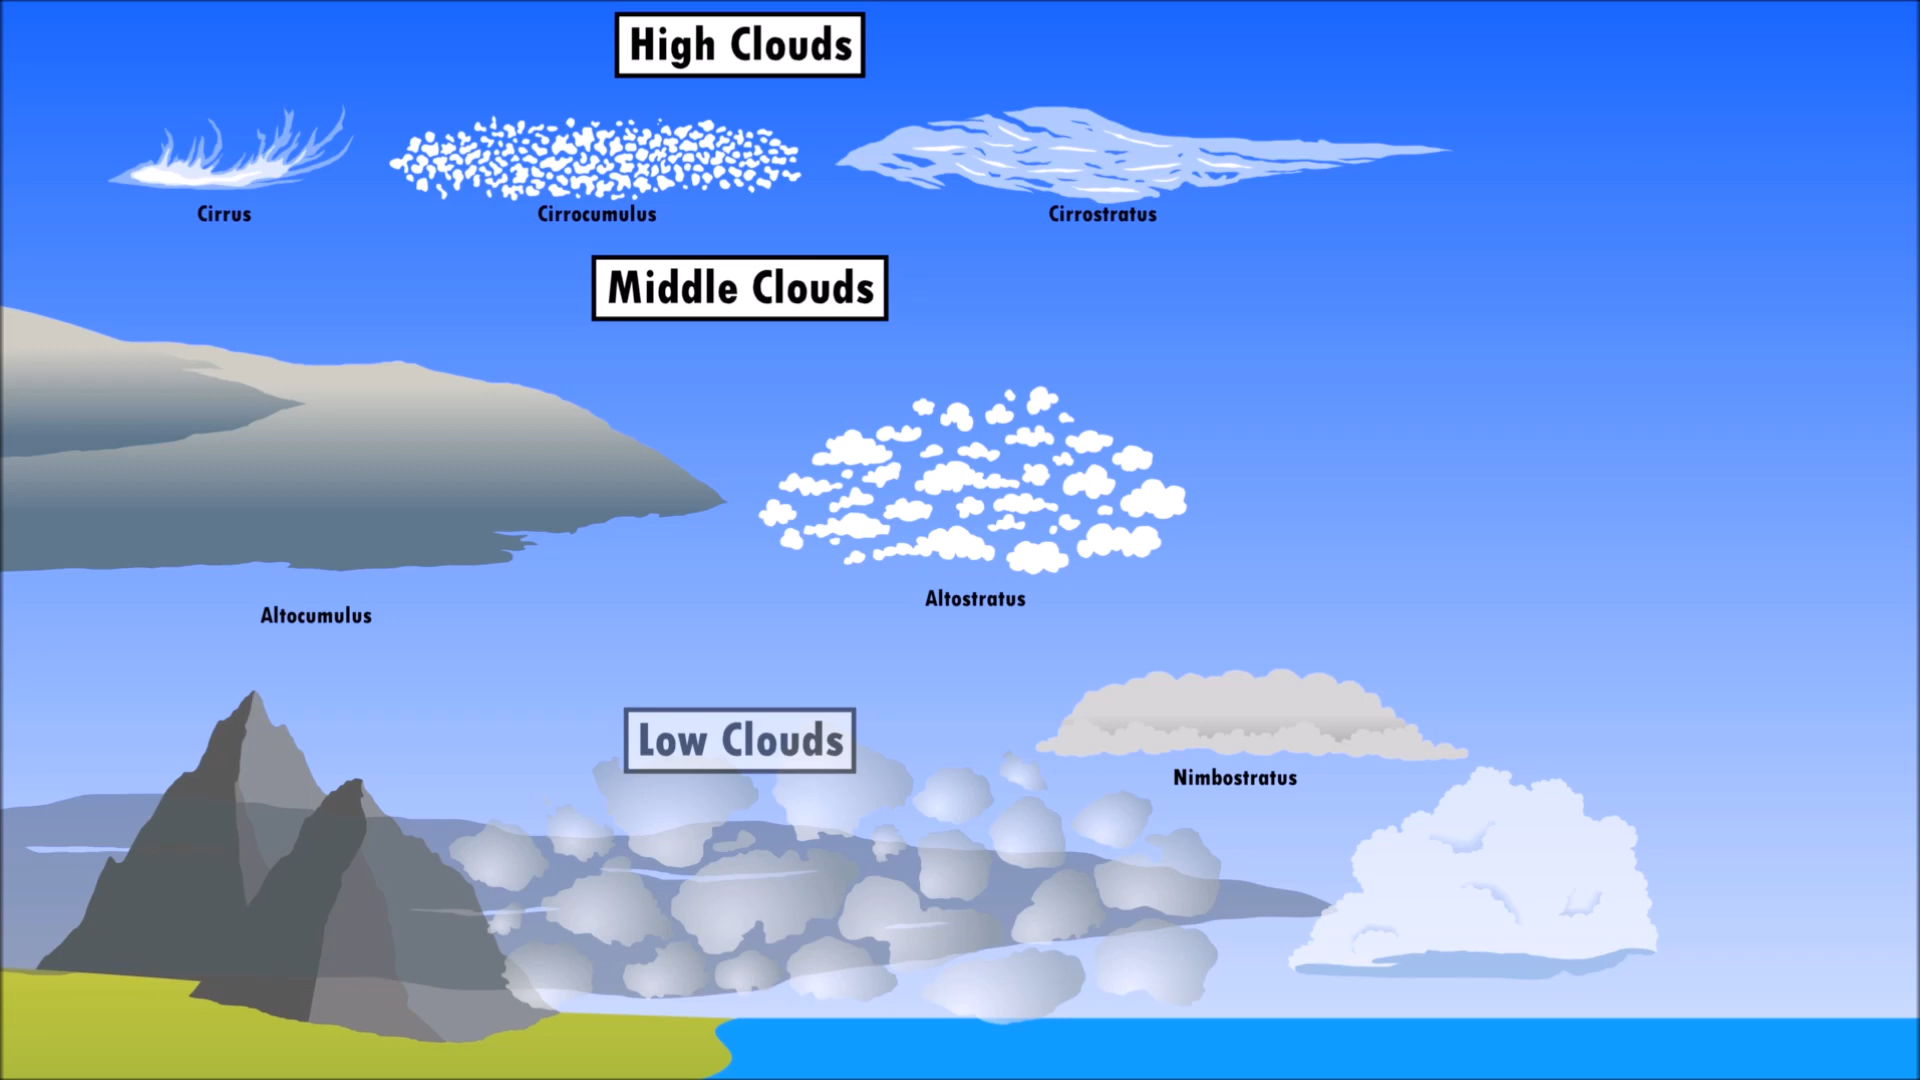 High Clouds
Cirrus
Cirrocumulus
Cirrostratus
Middle Clouds
Altocumulus
Altostratus
Low Clouds
Nimbostratus